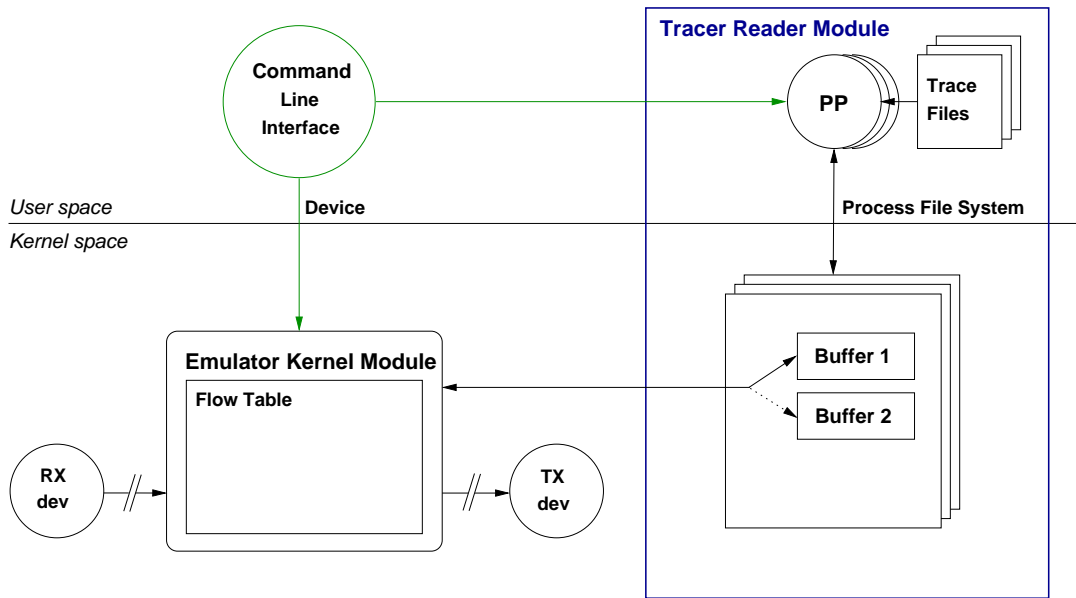 Tracer Reader Module
Command
Line
Interface
PP
Trace
Files
User space
Device
Process File System
Kernel space
Emulator Kernel Module
Flow Table
Buffer 1
Buffer 2
RX
dev
TX
dev